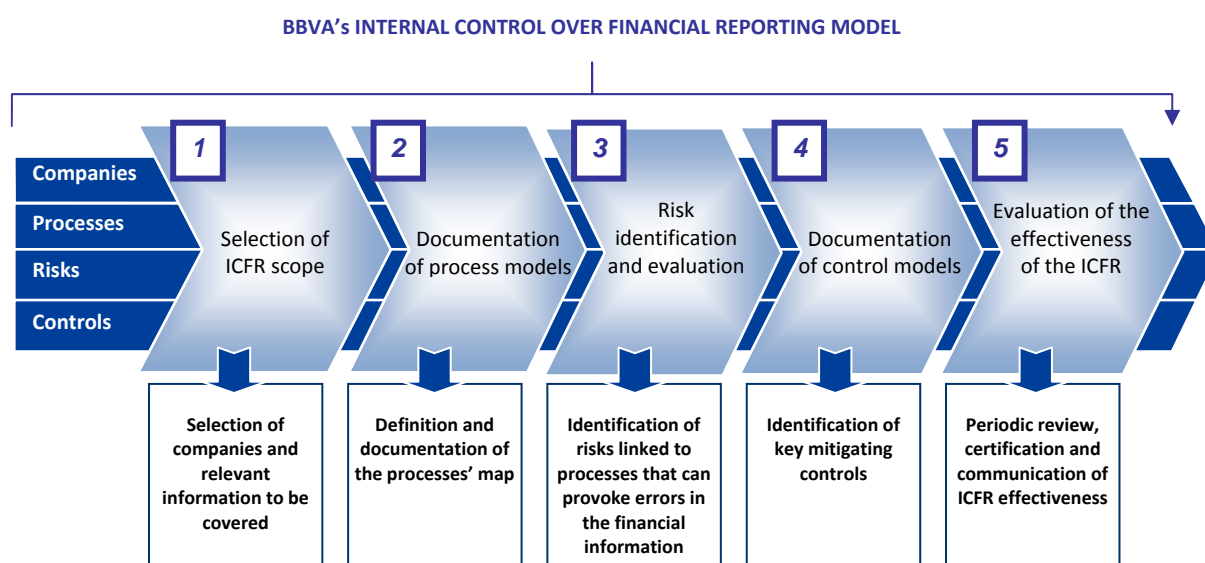 BBVA's INTERNAL CONTROL OVER FINANCIAL REPORTING MODEL
Companies
Processes
Risks
Controls
1
Selection of
ICFR scope
2
Documentation
of process models
3
Risk
identification
and evaluation
4
Documentation
of control models
5
Evaluation of the
effectiveness
of the ICFR
Selection of
companies and
relevant
information to be
covered
Definition and
documentation of
the processes’ map
Identification of
risks linked to
processes that can
provoke errors in
the financial
information
Identification of
key mitigating
controls
Periodic review,
certification and
communication of
ICFR effectiveness